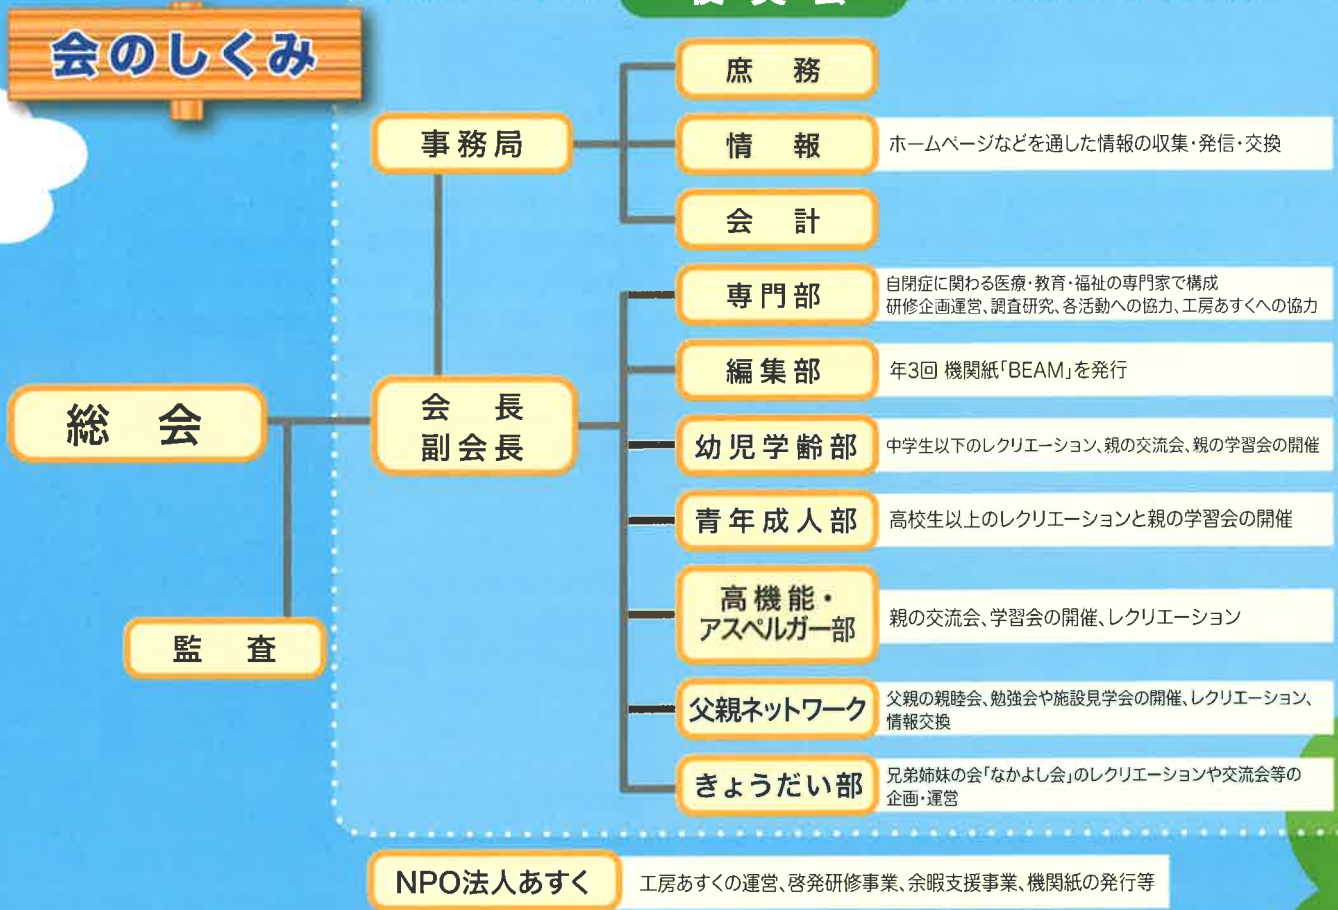 会のしくみ
庶務
事務局
情報
ホームページなどを通した情報の収集・発信・交換
会計
専門部
自閉症に関わる医療・教育・福祉の専門家で構成
研修企画運営、調査研究、各活動への協力、工房あすくへの協力
編集部
年3回 機関紙「BEAM」を発行
総会
会長
副会長
幼児学齢部
中学生以下のレクリエーション、親の交流会、親の学習会の開催
青年成人部
高校生以上のレクリエーションと親の学習会の開催
高機能・
アスペルガー部
親の交流会、学習会の開催、レクリエーション
監査
父親ネットワーク
父親の親睦会、勉強会や施設見学会の開催、レクリエーション、
情報交換
きょうだい部
兄弟姉妹の会「なかよし会」のレクリエーションや交流会等の
企画・運営
NPO法人あすく
工房あすくの運営、啓発研修事業、余暇支援事業、機関紙の発行等